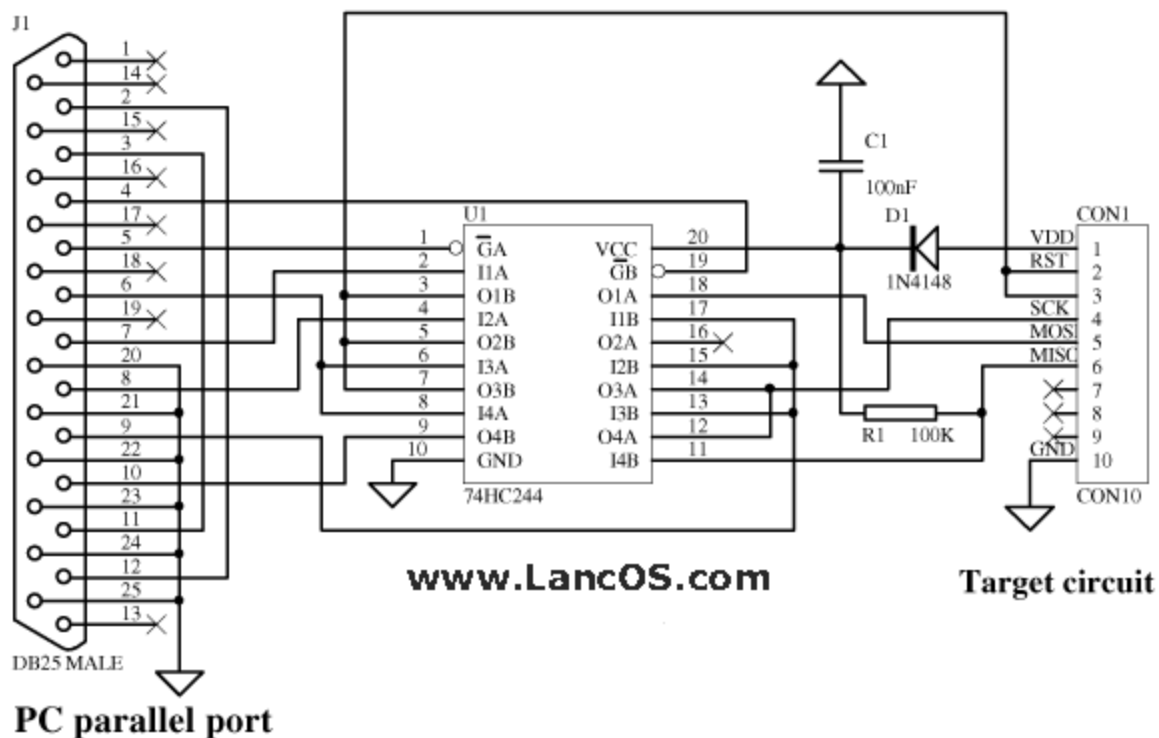 J1
1
14
2
15
3
16
4
17
5
18
6
19
7
20
8
21
9
22
10
23
11
24
12
25
13
DB25 MALE
PC parallel port
U1
1 GA VCC 20
2 I1A GB 19
3 O1B O1A 18
4 I2A I1B 17
5 O2B O2A 16
6 I3A I2B 15
7 O3B O3A 14
8 I4A I3B 13
9 O4B O4A 12
10 GND I4B 11
74HC244
C1
100nF
D1
1N4148
R1 100K
CON1
VDD 1
RST 2
3
SCK 4
MOSI 5
MISO 6
7
8
9
GND 10
CON10
www.LancOS.com
Target circuit